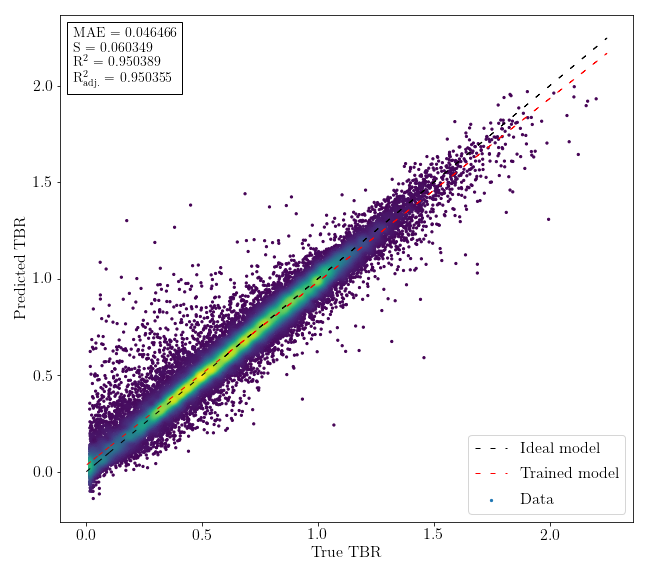 MAE = 0.046466
S = 0.060349
R² = 0.950389
R²adj. = 0.950355
2.0
1.5
1.0
0.5
0.0
Predicted TBR
Ideal model
Trained model
Data
0.0 0.5 1.0 1.5 2.0
True TBR